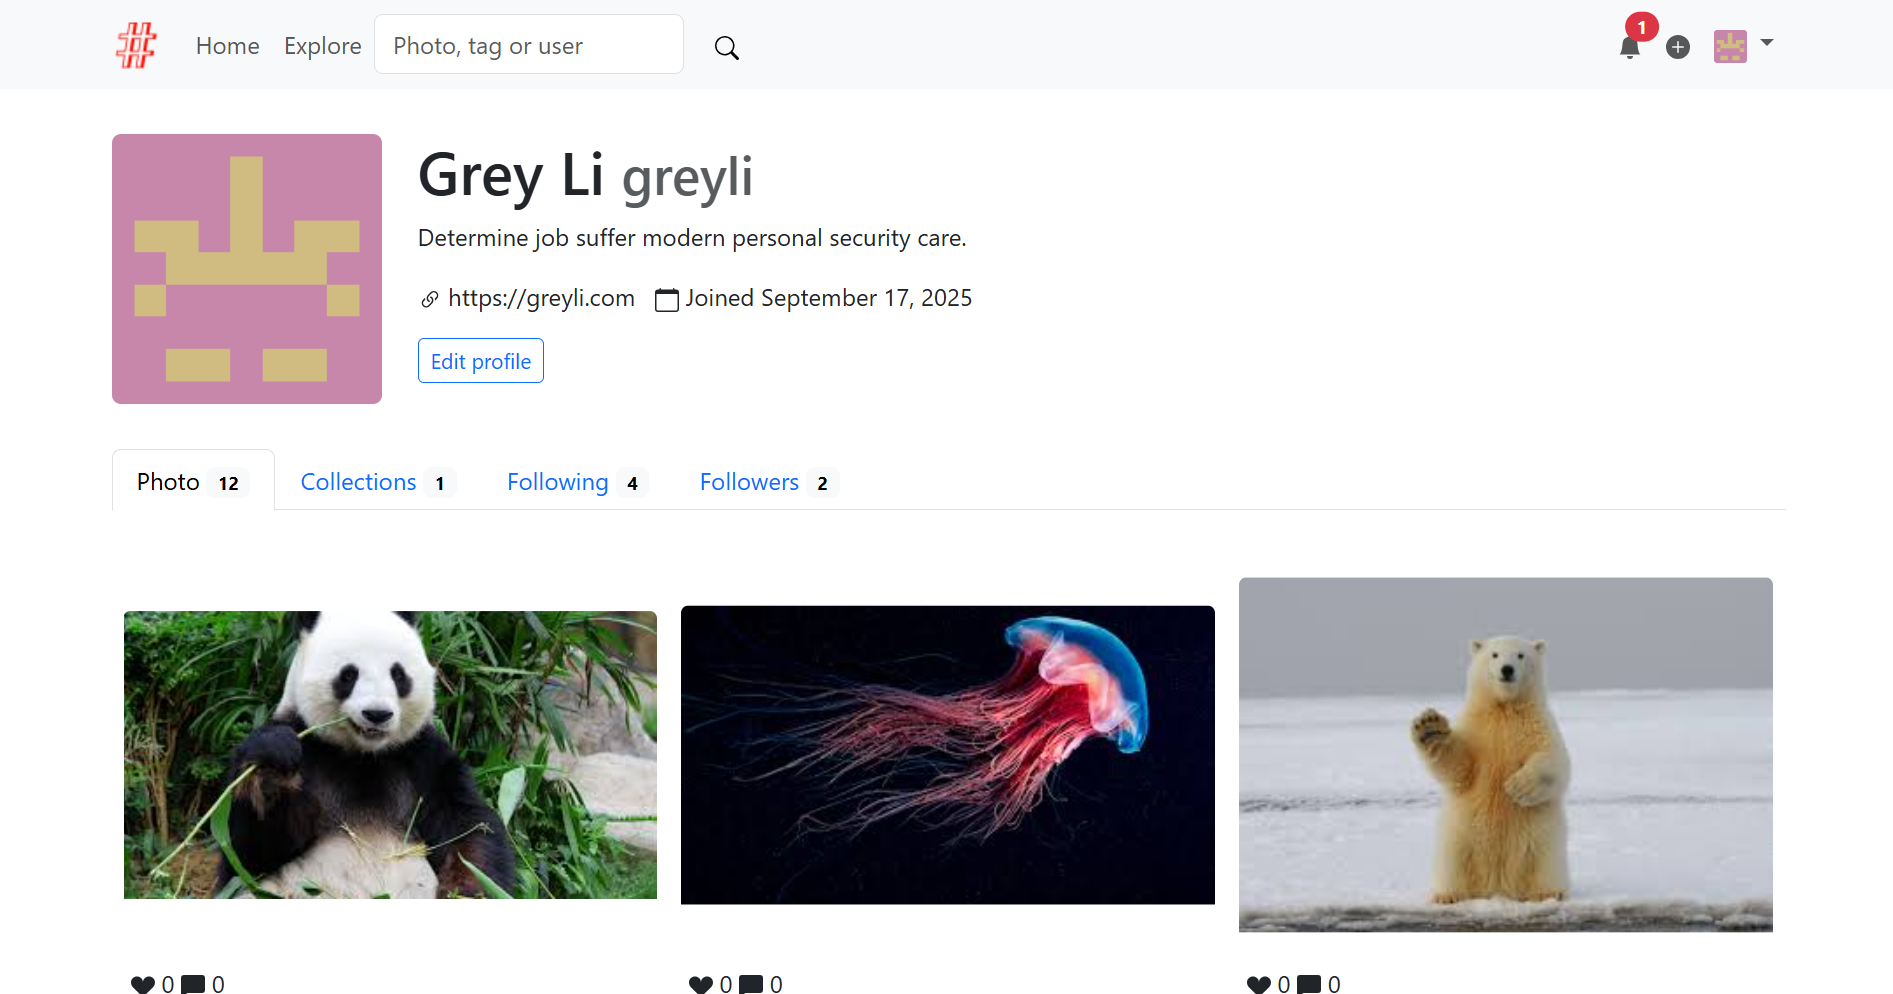 # Home Explore Photo, tag or user 1
Grey Li greyli
Determine job suffer modern personal security care.
https://greyli.com Joined September 17, 2025
Edit profile
Photo 12 Collections 1 Following 4 Followers 2
0 0 0 0 0 0